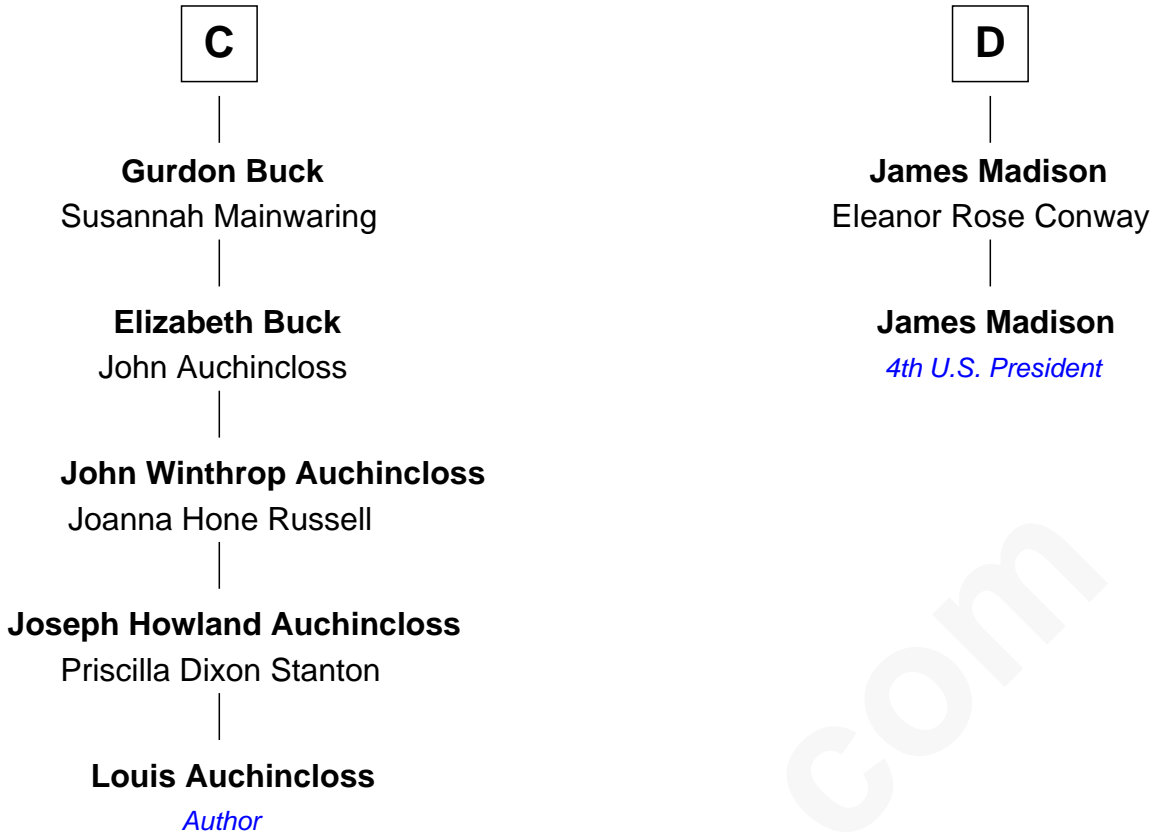 C
Gurdon Buck
Susannah Mainwaring
Elizabeth Buck
John Auchincloss
John Winthrop Auchincloss
Joanna Hone Russell
Joseph Howland Auchincloss
Priscilla Dixon Stanton
Louis Auchincloss
Author
D
James Madison
Eleanor Rose Conway
James Madison
4th U.S. President
com